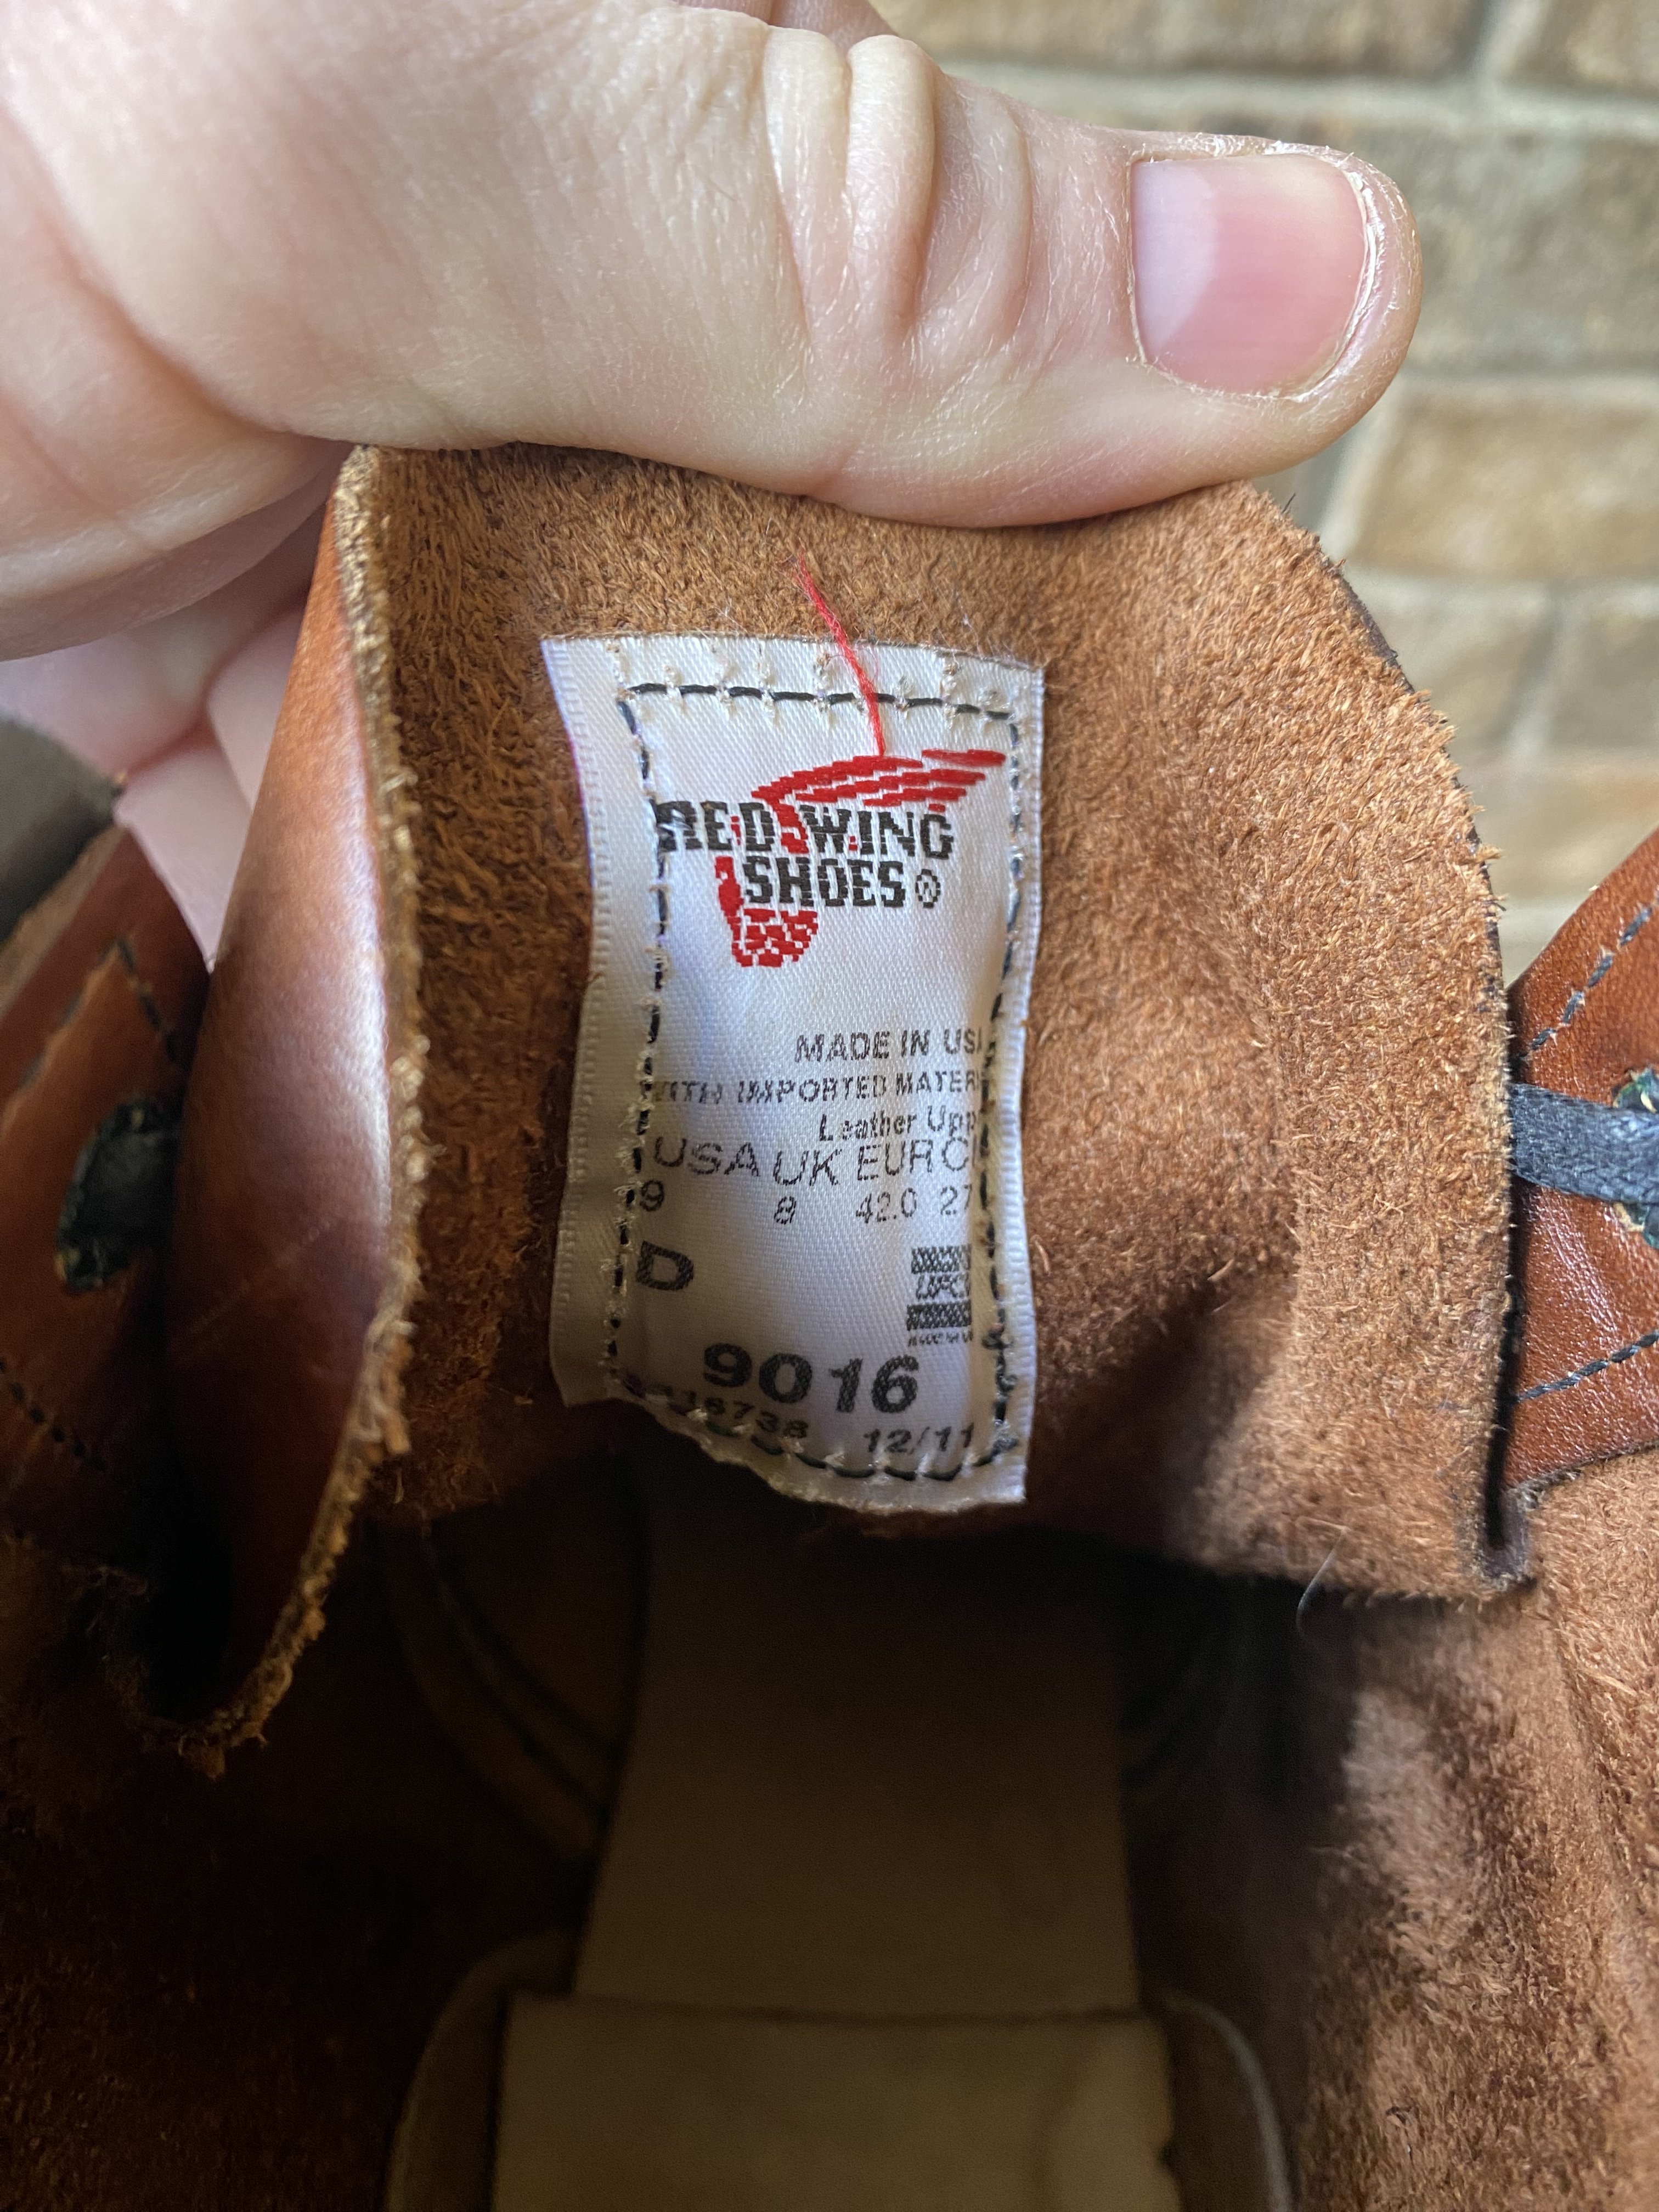 RED WING
SHOES®
MADE IN USA
WITH IMPORTED MATER
Leather Upp
USA UK EUR C
9 8 42.0 27
D
9016
12/11